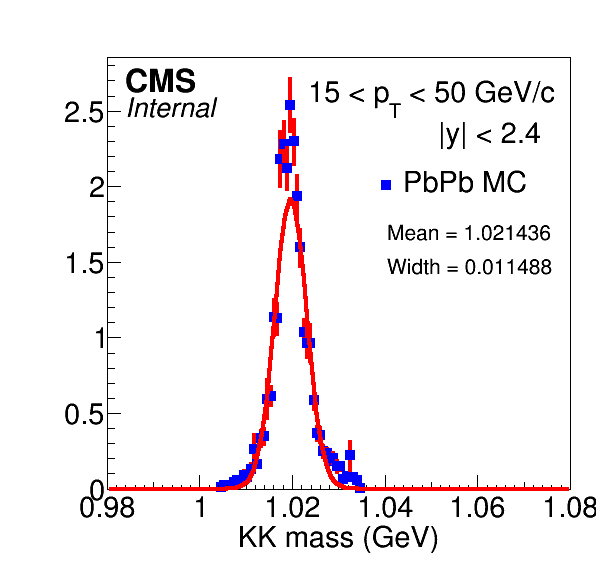 CMS
Internal
15 < pT < 50 GeV/c
|y| < 2.4
PbPb MC
Mean = 1.021436
Width = 0.011488
2.5
2
1.5
1
0.5
0
0.98 1 1.02 1.04 1.06 1.08
KK mass (GeV)